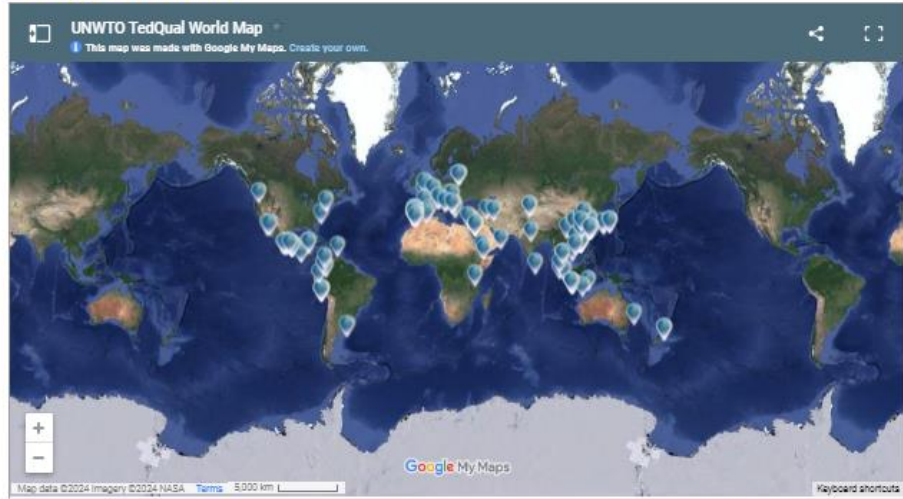 UNWTO TedQual World Map
This map was made with Google My Maps. Create your own.
+
−
Google My Maps
Map data ©2024 Imagery ©2024 NASA Terms 5,000 km Keyboard shortcuts